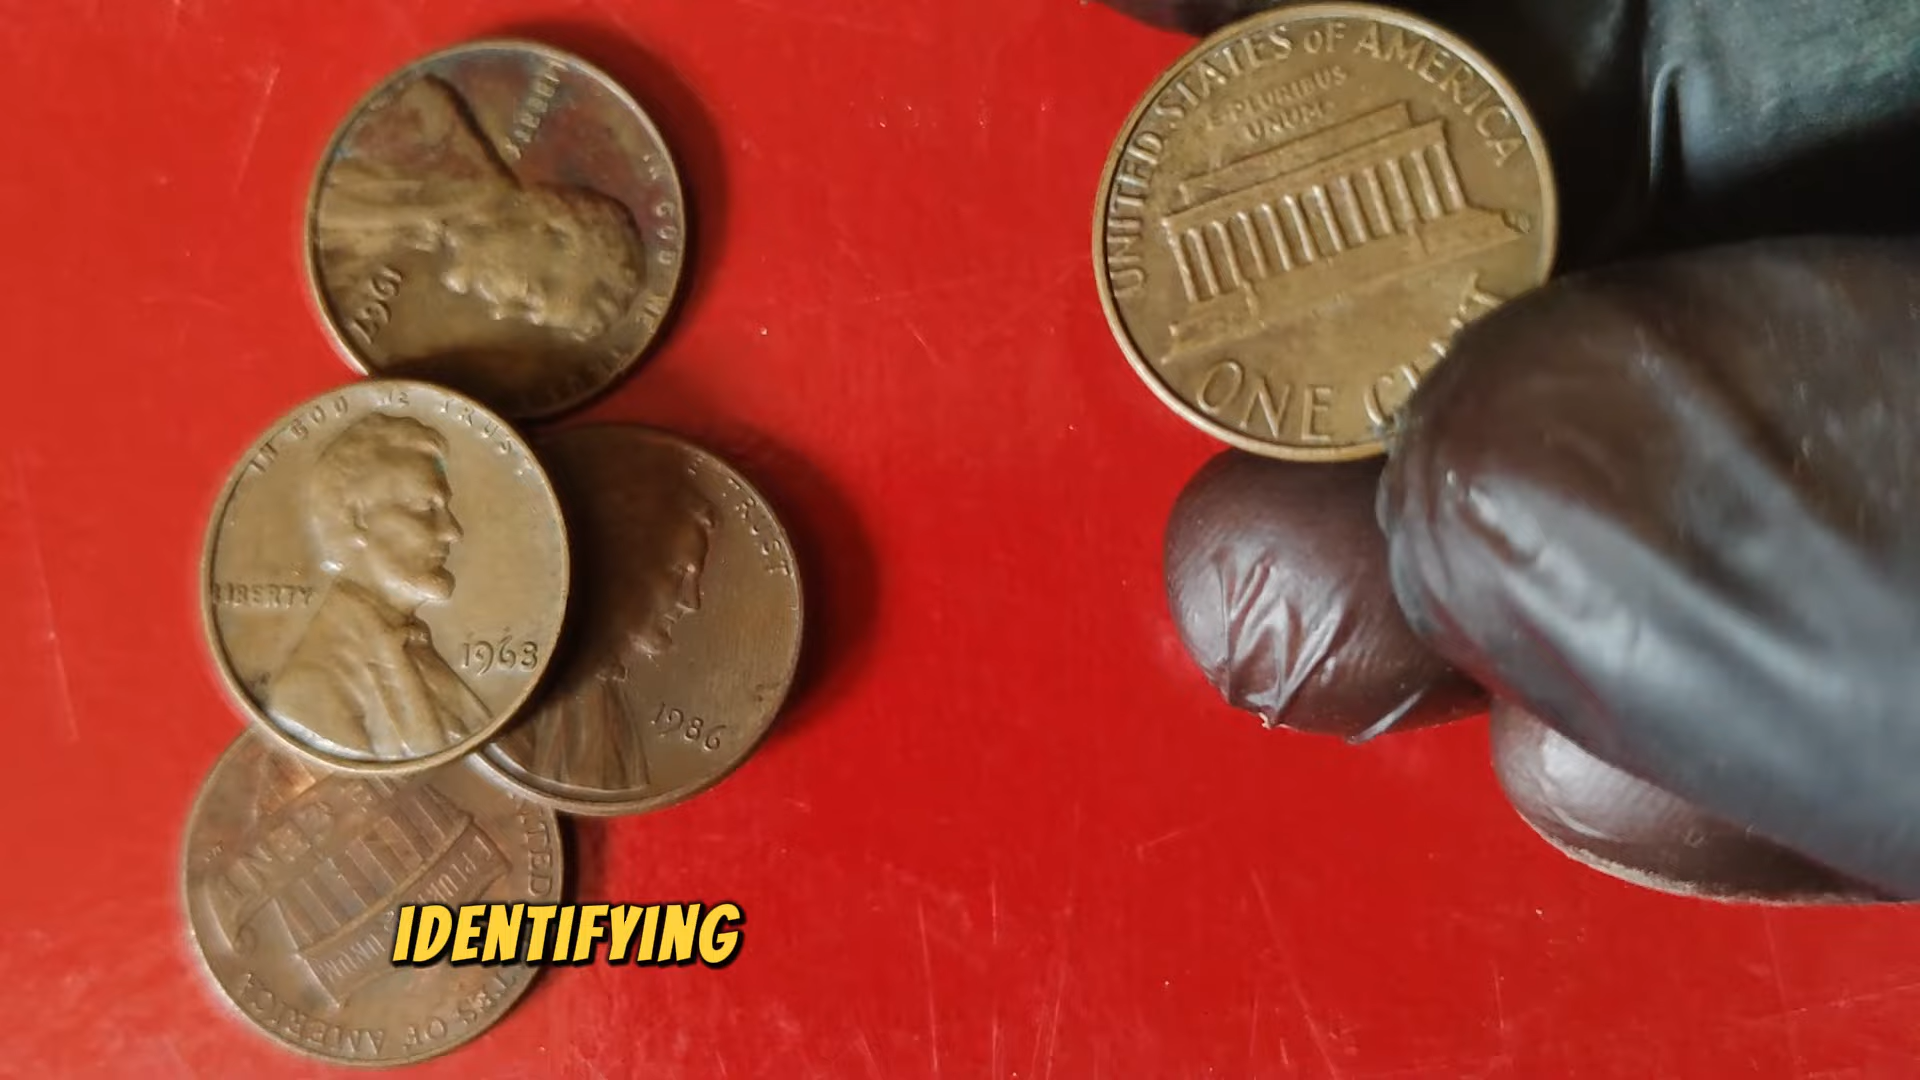 LIBERTY
IN GOD WE
1961
IN GOD WE TRUST
LIBERTY
1968
TRUST
1986
UNUM
OF AMERICA
UNITED STATES OF AMERICA
E·PLURIBUS
UNUM·
ONE
IDENTIFYING